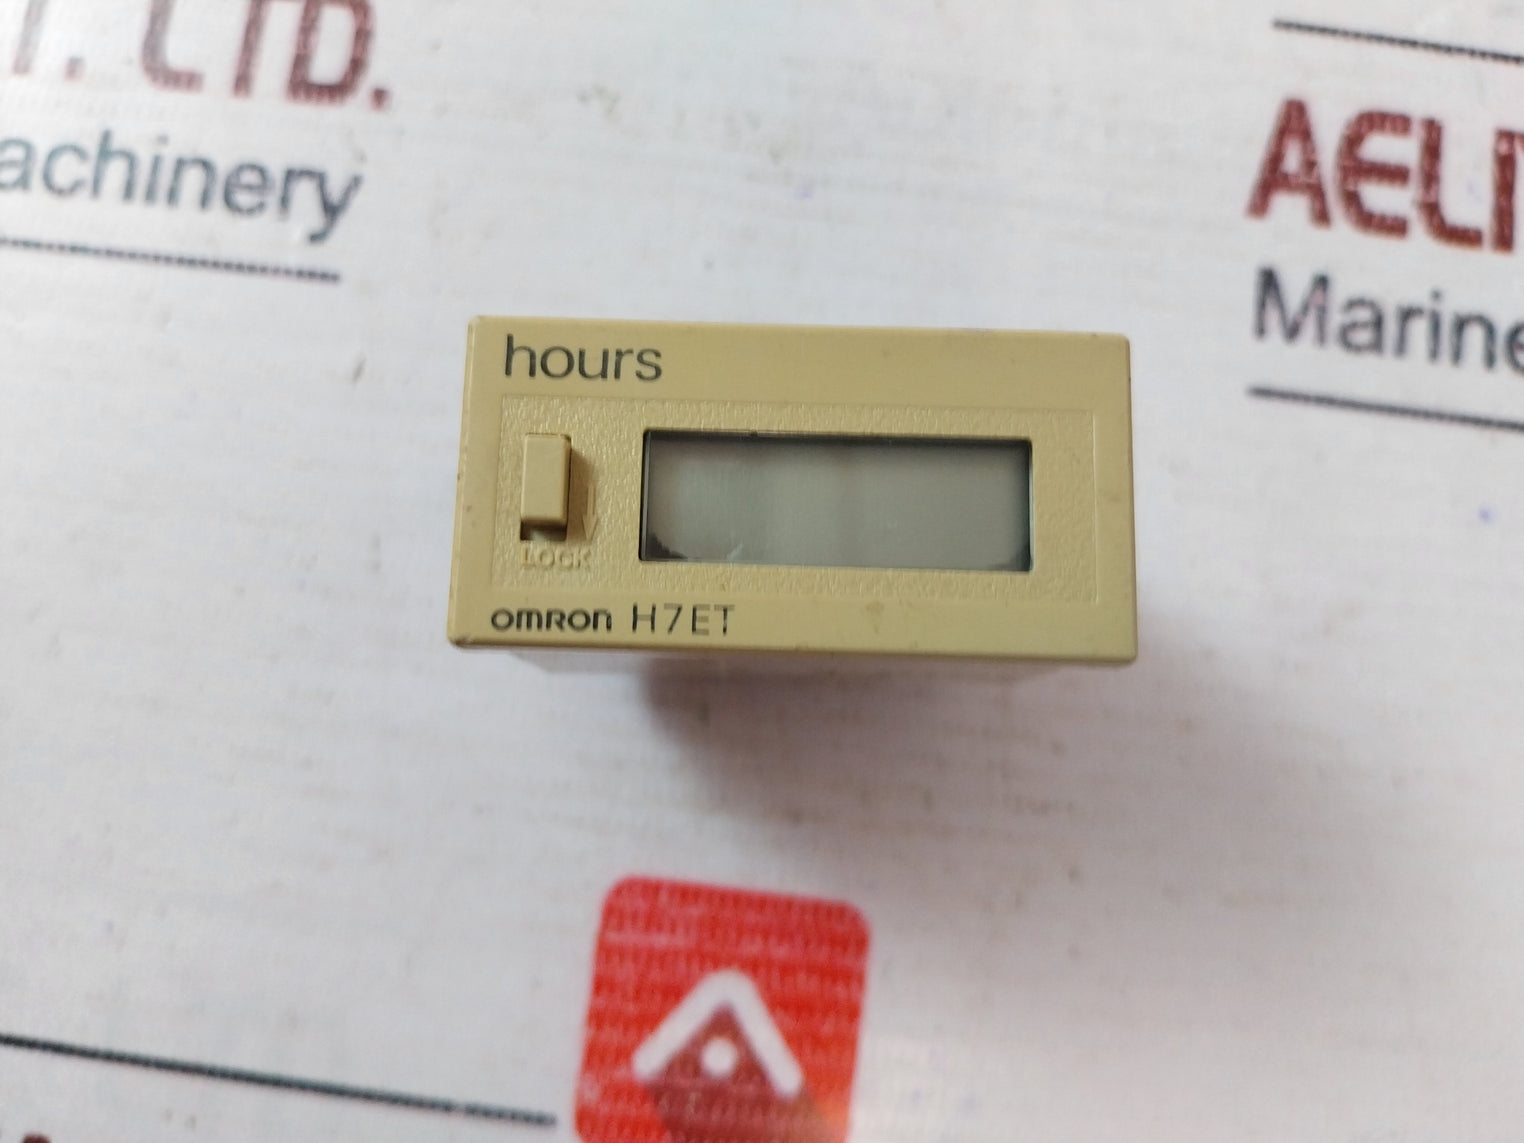 T. LTD.
achinery
AELI
Marine
hours
LOCK
OMRON H7ET